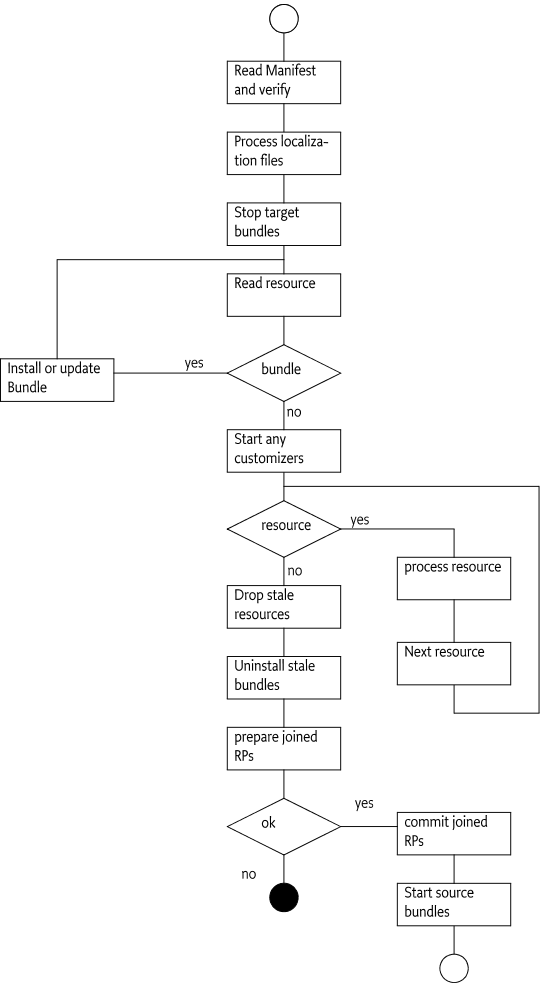 Read Manifest
and verify
Process localiza-
tion files
Stop target
bundles
Read resource
Install or update
Bundle
yes
bundle
no
Start any
customizers
resource
yes
no
process resource
Drop stale
resources
Next resource
Uninstall stale
bundles
prepare joined
RPs
ok
yes
commit joined
RPs
no
Start source
bundles